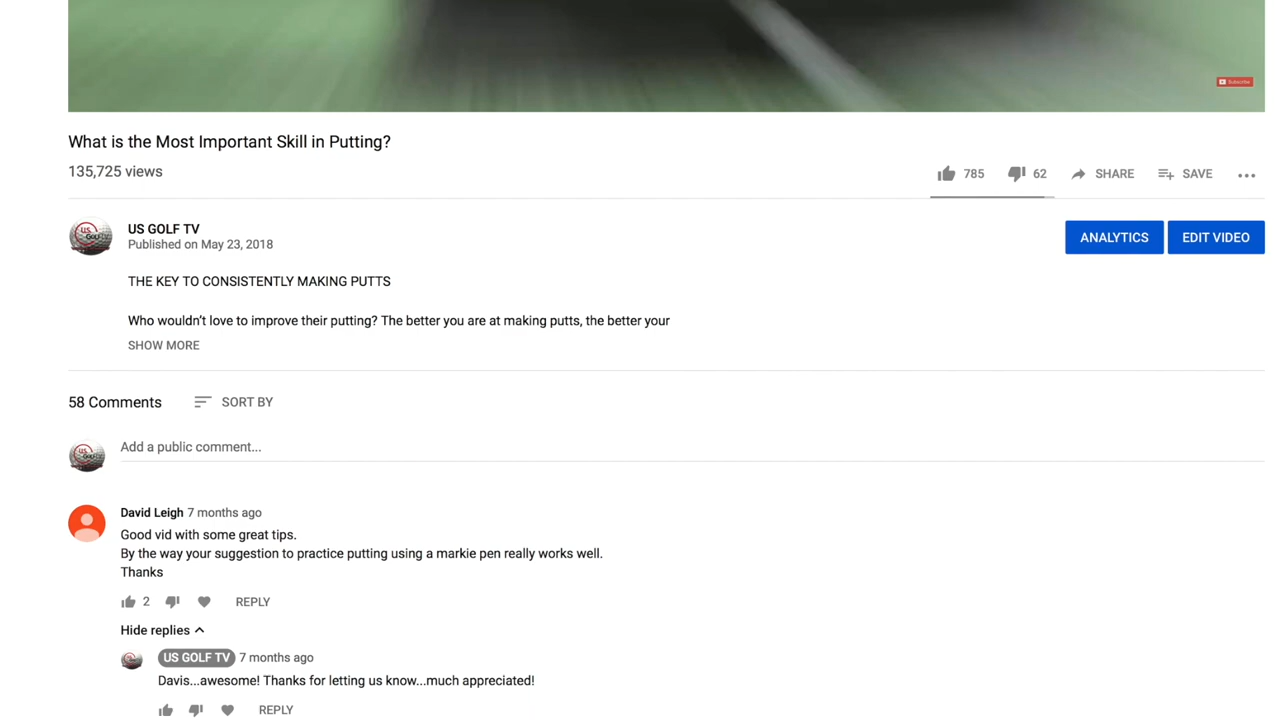 Subscribe
What is the Most Important Skill in Putting?
135,725 views
785 62 SHARE SAVE
US GOLF TV
Published on May 23, 2018
ANALYTICS EDIT VIDEO
THE KEY TO CONSISTENTLY MAKING PUTTS
Who wouldn't love to improve their putting? The better you are at making putts, the better your
SHOW MORE
58 Comments SORT BY
Add a public comment...
David Leigh 7 months ago
Good vid with some great tips.
By the way your suggestion to practice putting using a markie pen really works well.
Thanks
2 REPLY
Hide replies
US GOLF TV 7 months ago
Davis...awesome! Thanks for letting us know...much appreciated!
REPLY